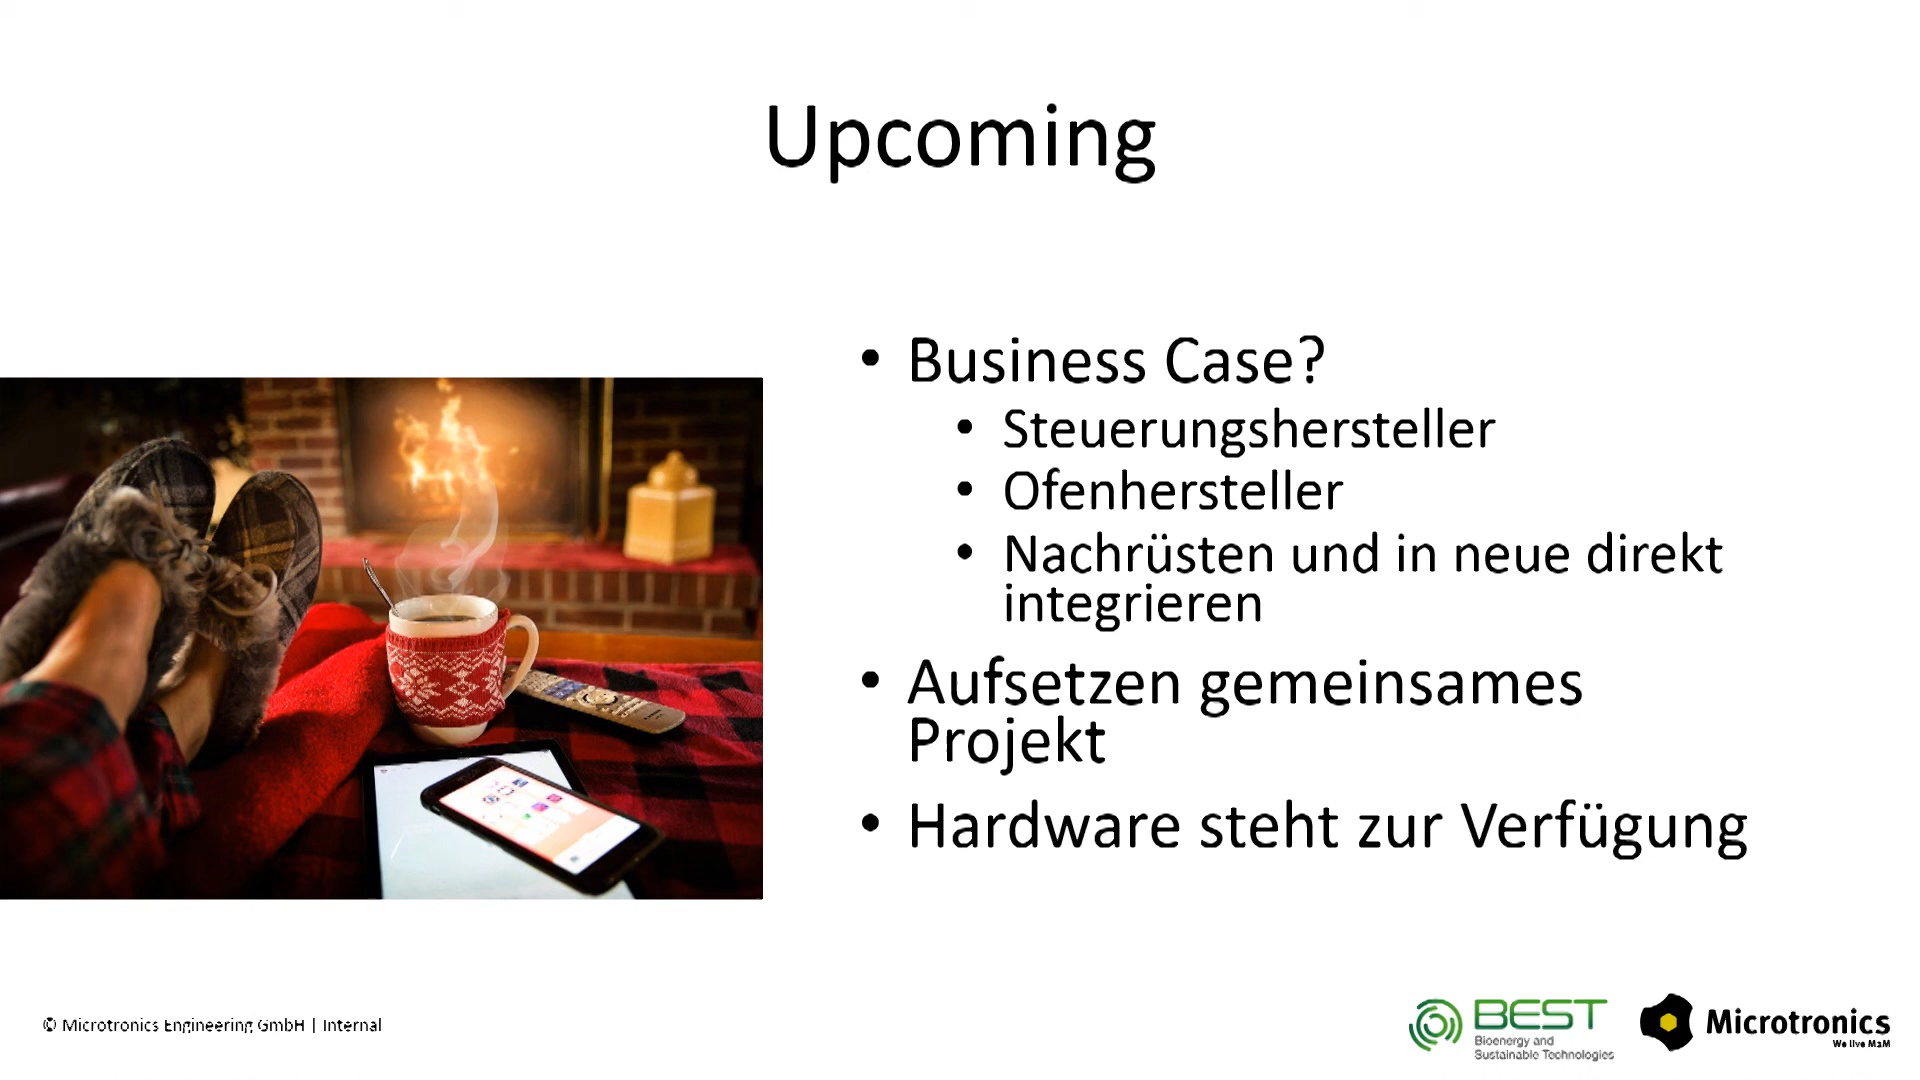 Upcoming
• Business Case?
• Steuerungshersteller
• Ofenhersteller
• Nachrüsten und in neue direkt
integrieren
• Aufsetzen gemeinsames
Projekt
• Hardware steht zur Verfügung
© Microtronics Engineering GmbH | Internal
BEST
Bioenergy and
Sustainable Technologies
Microtronics
We live M2M